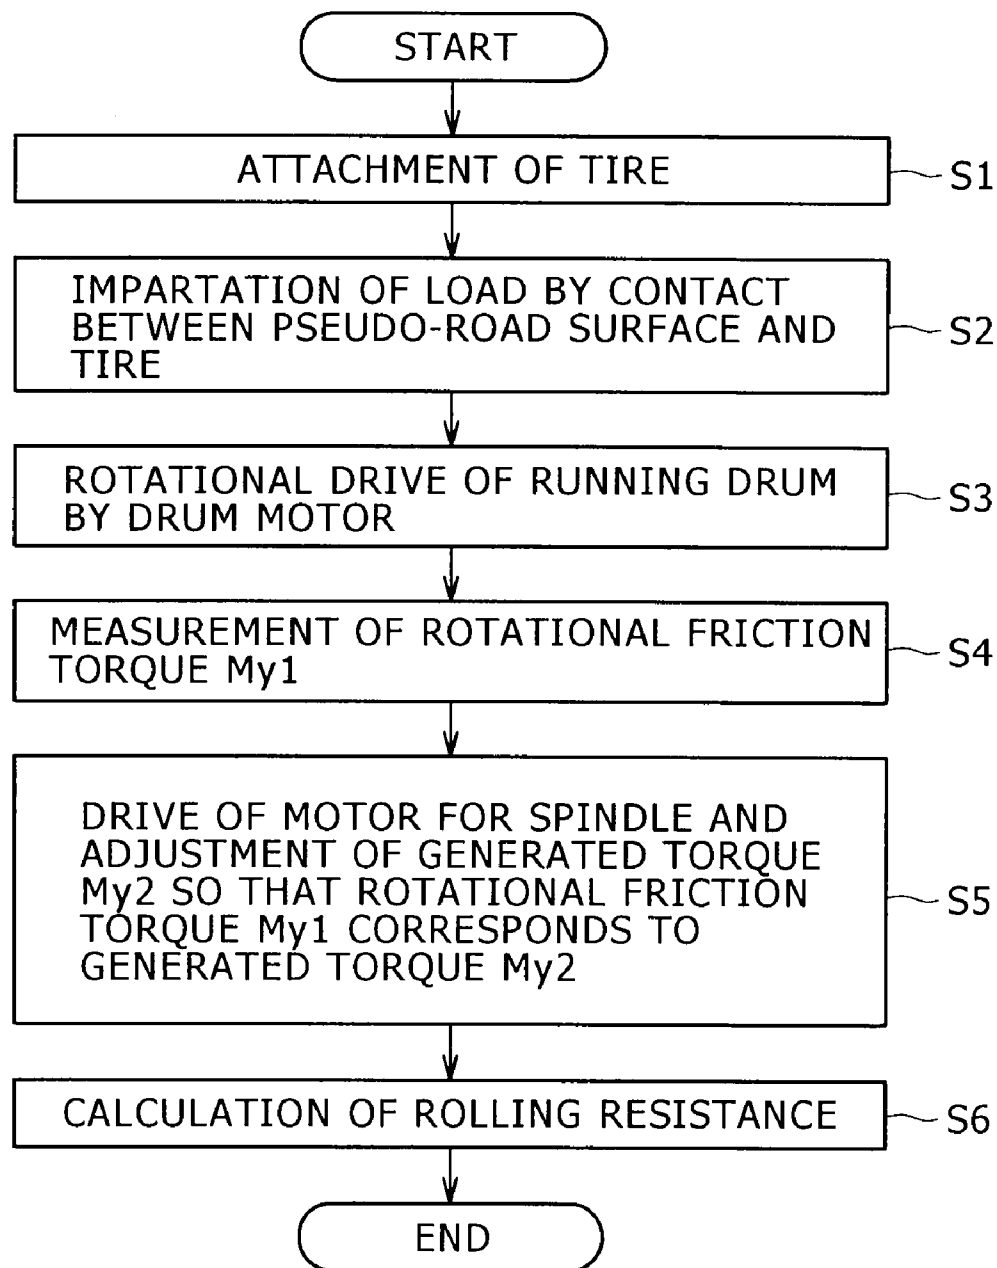 START
ATTACHMENT OF TIRE
S1
IMPARTATION OF LOAD BY CONTACT
BETWEEN PSEUDO-ROAD SURFACE AND
TIRE
S2
ROTATIONAL DRIVE OF RUNNING DRUM
BY DRUM MOTOR
S3
MEASUREMENT OF ROTATIONAL FRICTION
TORQUE My1
S4
DRIVE OF MOTOR FOR SPINDLE AND
ADJUSTMENT OF GENERATED TORQUE
My2 SO THAT ROTATIONAL FRICTION
TORQUE My1 CORRESPONDS TO
GENERATED TORQUE My2
S5
CALCULATION OF ROLLING RESISTANCE
S6
END